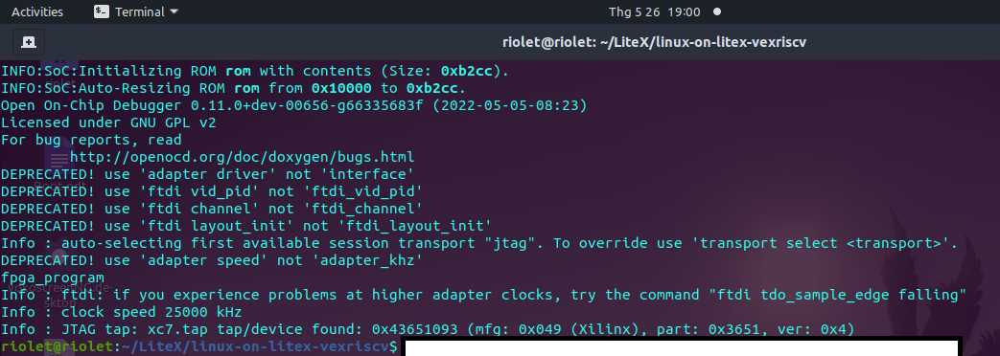 Activities
Terminal
Thg 5 26 19:00
riolet@riolet: ~/LiteX/linux-on-litex-vexriscv
INFO:SoC:Initializing ROM rom with contents (Size: 0xb2cc).
INFO:SoC:Auto-Resizing ROM rom from 0x10000 to 0xb2cc.
Open On-Chip Debugger 0.11.0+dev-00656-g66335683f (2022-05-05-08:23)
Licensed under GNU GPL v2
For bug reports, read
http://openocd.org/doc/doxygen/bugs.html
DEPRECATED! use 'adapter driver' not 'interface'
DEPRECATED! use 'ftdi vid_pid' not 'ftdi_vid_pid'
DEPRECATED! use 'ftdi channel' not 'ftdi_channel'
DEPRECATED! use 'ftdi layout_init' not 'ftdi_layout_init'
Info : auto-selecting first available session transport "jtag". To override use 'transport select <transport>'.
DEPRECATED! use 'adapter speed' not 'adapter_khz'
fpga_program
Info : ftdi: if you experience problems at higher adapter clocks, try the command "ftdi tdo_sample_edge falling"
Info : clock speed 25000 kHz
Info : JTAG tap: xc7.tap tap/device found: 0x43651093 (mfg: 0x049 (Xilinx), part: 0x3651, ver: 0x4)
riolet@riolet:~/LiteX/linux-on-litex-vexriscv$